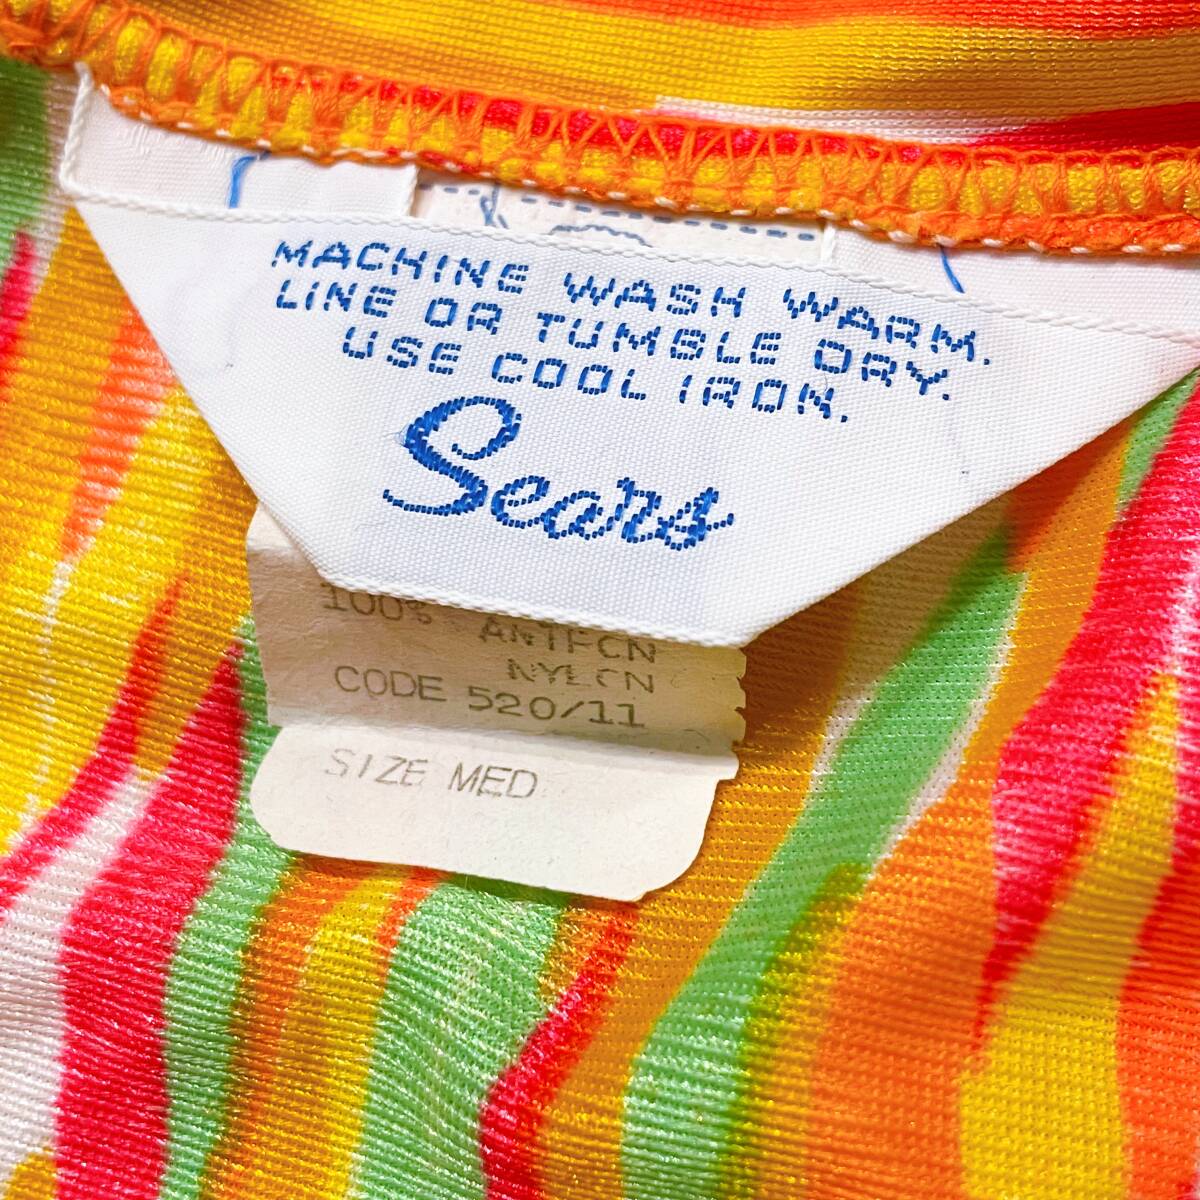 MACHINE WASH WARM.
LINE OR TUMBLE DRY.
USE COOL IRON.
Sears
100% ANTRON
NYLON
CODE 520/11
SIZE MED